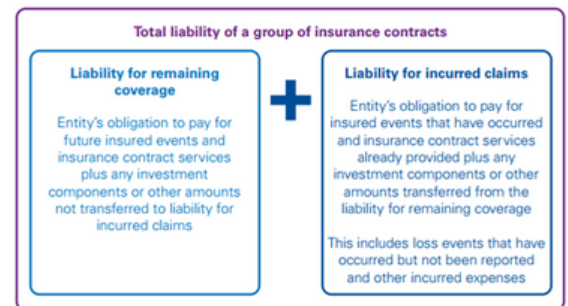 Total liability of a group of insurance contracts
Liability for remaining
coverage
Entity's obligation to pay for
future insured events and
insurance contract services
plus any investment
components or other amounts
not transferred to liability for
incurred claims
+
Liability for incurred claims
Entity's obligation to pay for
insured events that have occurred
and insurance contract services
already provided plus any
investment components or other
amounts transferred from the
liability for remaining coverage
This includes loss events that have
occurred but not been reported
and other incurred expenses